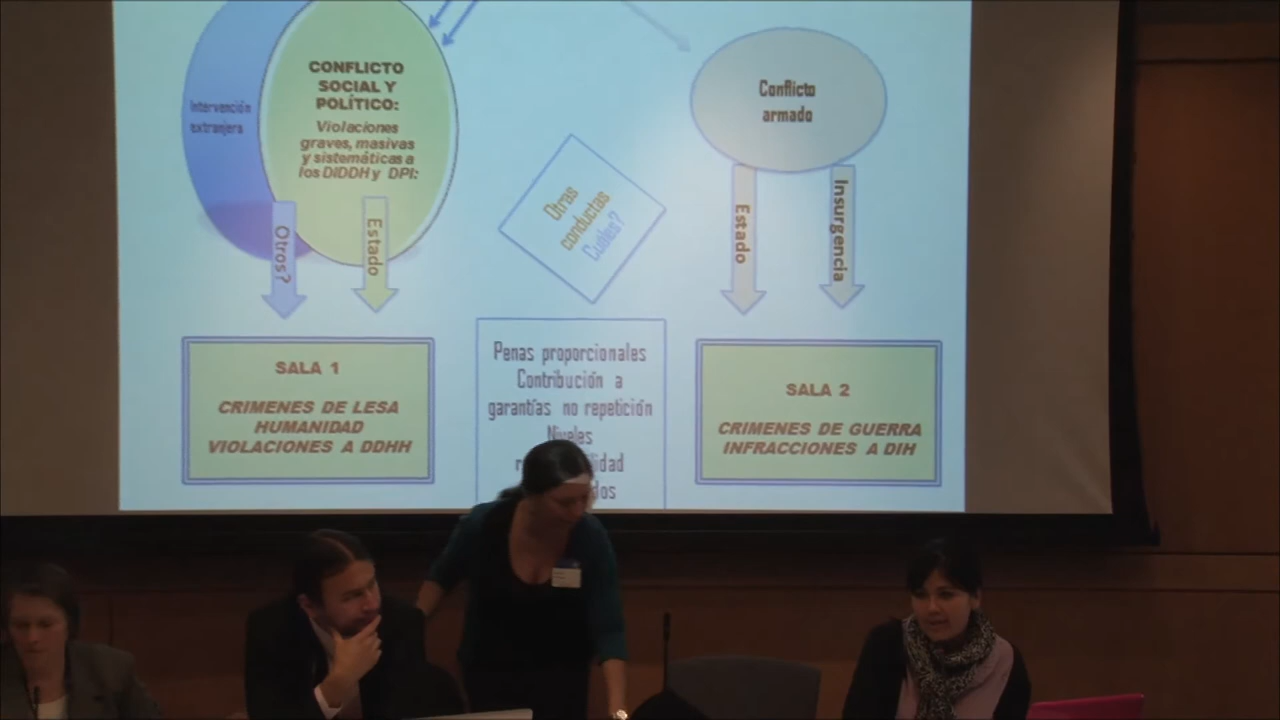 Intervención
extranjera
CONFLICTO
SOCIAL Y
POLÍTICO:
Violaciones
graves, masivas
y sistemáticas a
los DIDDH y DPI:
Otros?
Estado
Otras
conductas
Cuáles?
Conflicto
armado
Estado
Insurgencia
SALA 1
CRIMENES DE LESA
HUMANIDAD
VIOLACIONES A DDHH
Penas proporcionales
Contribución a
garantías no repetición
Niveles
SALA 2
CRIMENES DE GUERRA
INFRACCIONES A DIH